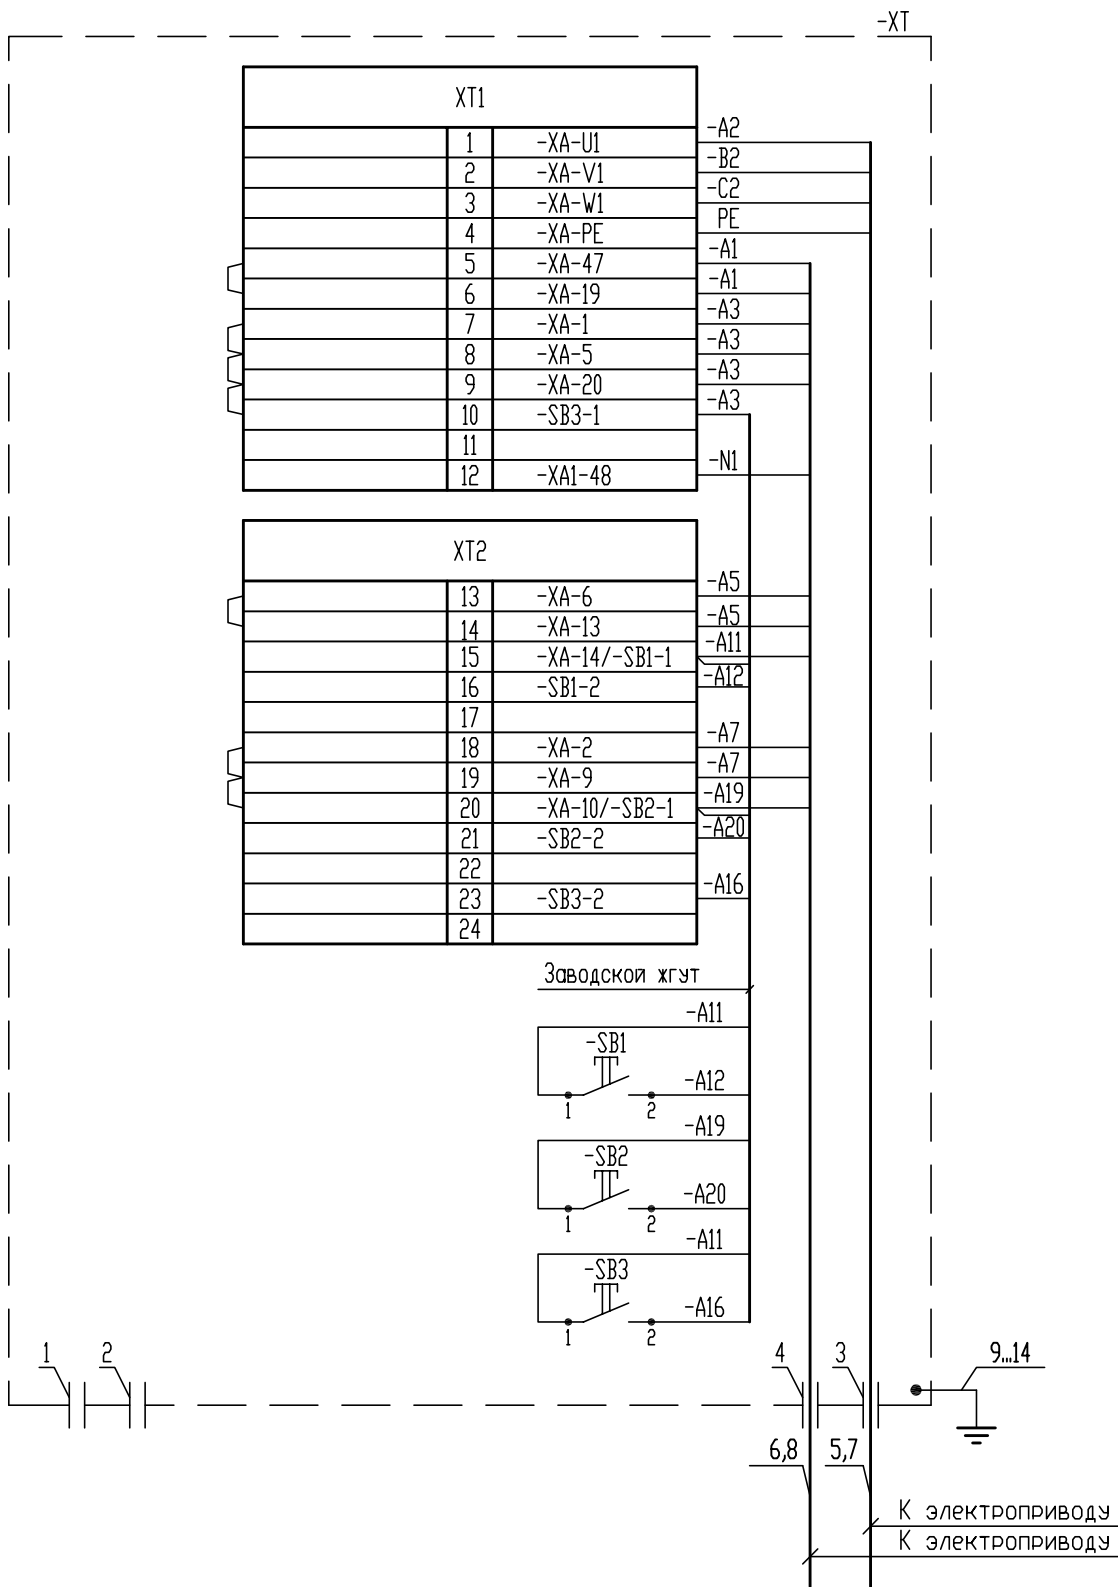 -XT
XT1
1 -XA-U1 -A2
2 -XA-V1 -B2
3 -XA-W1 -C2
4 -XA-PE PE
5 -XA-47 -A1
6 -XA-19 -A1
7 -XA-1 -A3
8 -XA-5 -A3
9 -XA-20 -A3
10 -SB3-1 -A3
11
12 -XA1-48 -N1
XT2
13 -XA-6 -A5
14 -XA-13 -A5
15 -XA-14/-SB1-1 -A11
16 -SB1-2 -A12
17
18 -XA-2 -A7
19 -XA-9 -A7
20 -XA-10/-SB2-1 -A19
21 -SB2-2 -A20
22
23 -SB3-2 -A16
24
Заводской жгут
-A11
-SB1
-A12
1 2
-A19
-SB2
-A20
1 2
-A11
-SB3
-A16
1 2
1 2 4 3 9...14
6,8 5,7
К электроприводу
К электроприводу